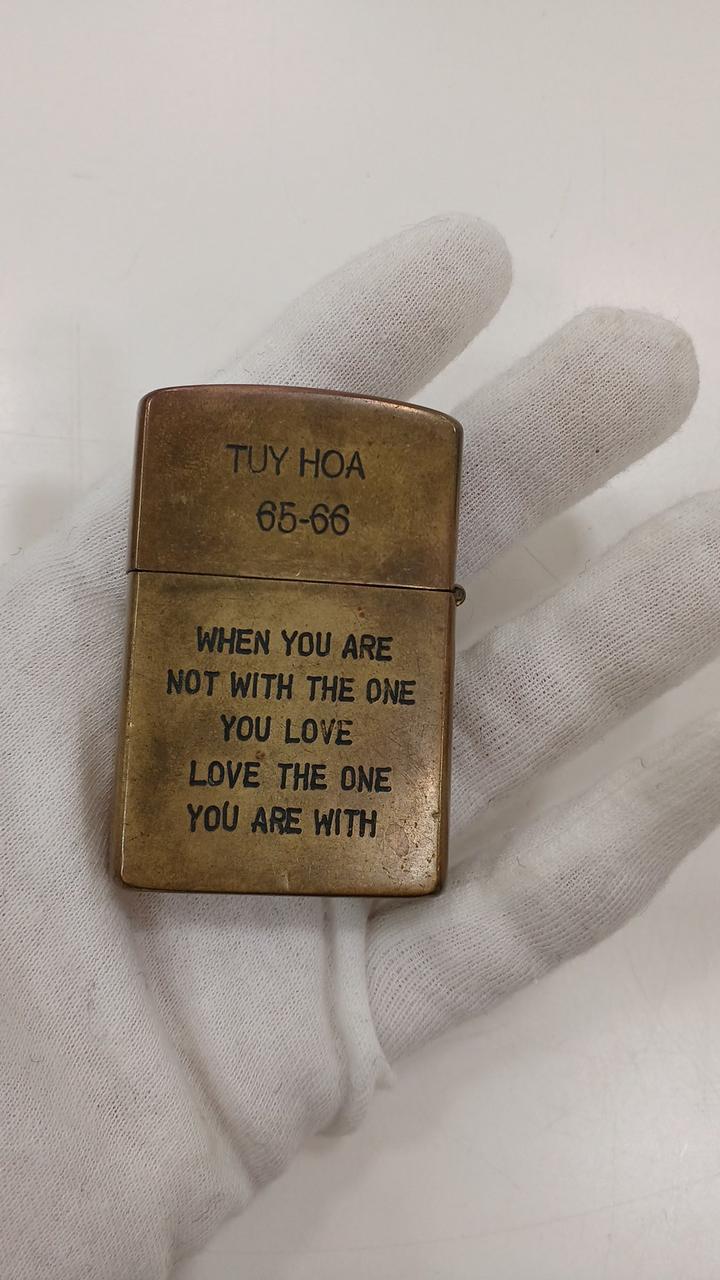 TUY HOA
65-66
WHEN YOU ARE
NOT WITH THE ONE
YOU LOVE
LOVE THE ONE
YOU ARE WITH